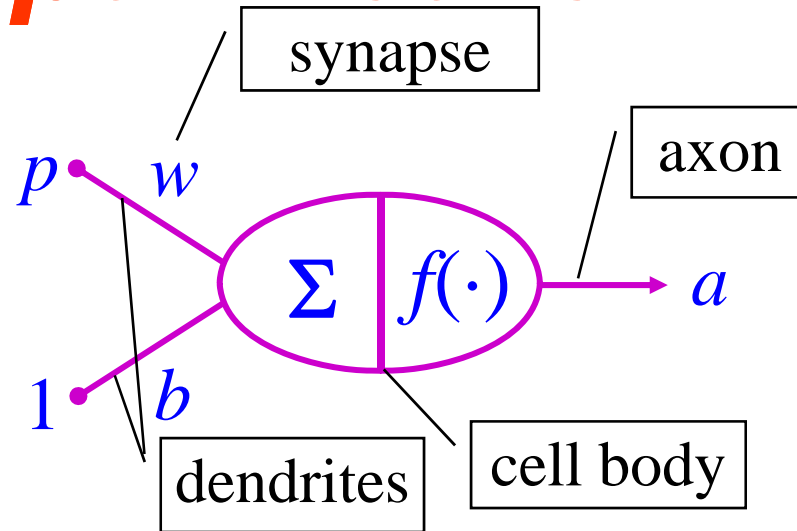 synapse
axon
p w
Σ f(·) a
1 b
dendrites
cell body